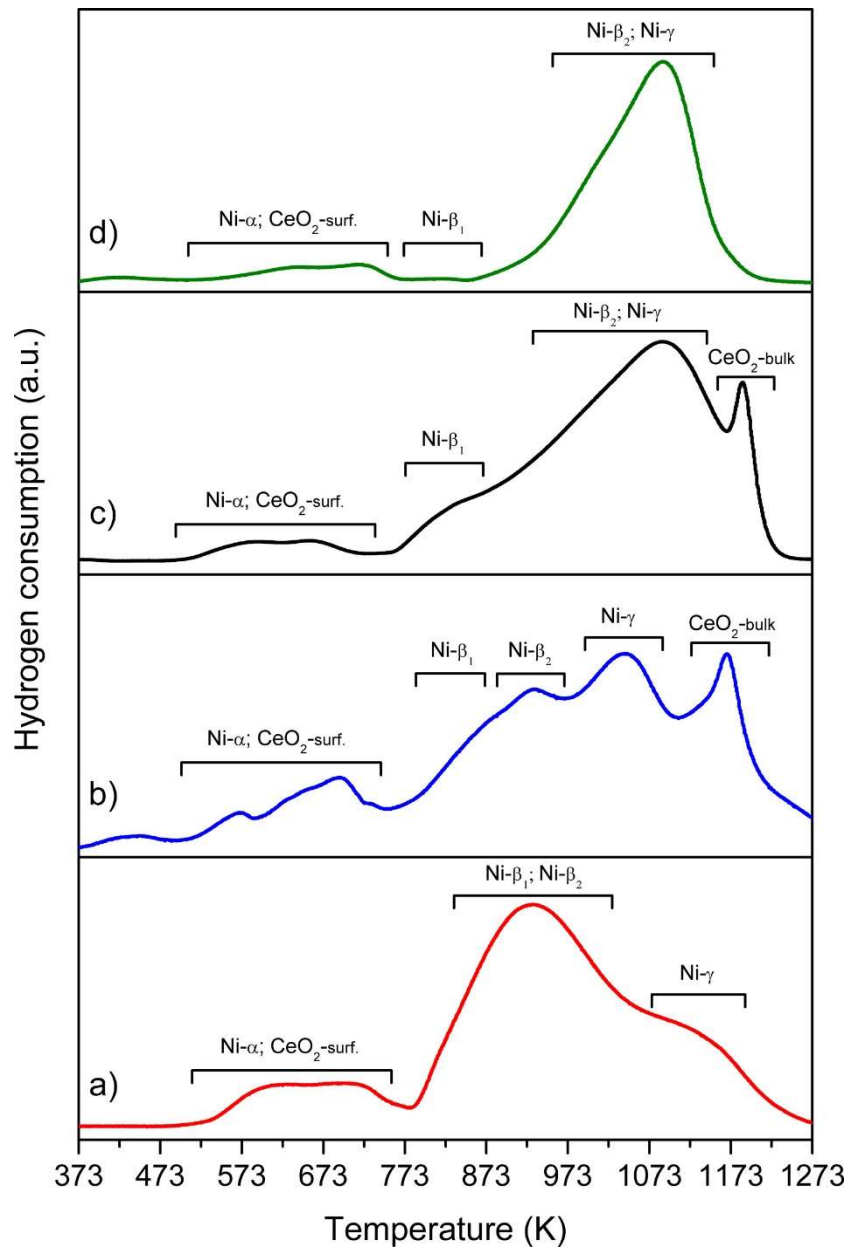 Hydrogen consumption (a.u.)
d)
Ni-α; CeO₂-surf.
Ni-β₁
Ni-β₂; Ni-γ
c)
Ni-α; CeO₂-surf.
Ni-β₁
Ni-β₂; Ni-γ
CeO₂-bulk
b)
Ni-α; CeO₂-surf.
Ni-β₁
Ni-β₂
Ni-γ
CeO₂-bulk
a)
Ni-α; CeO₂-surf.
Ni-β₁; Ni-β₂
Ni-γ
373 473 573 673 773 873 973 1073 1173 1273
Temperature (K)